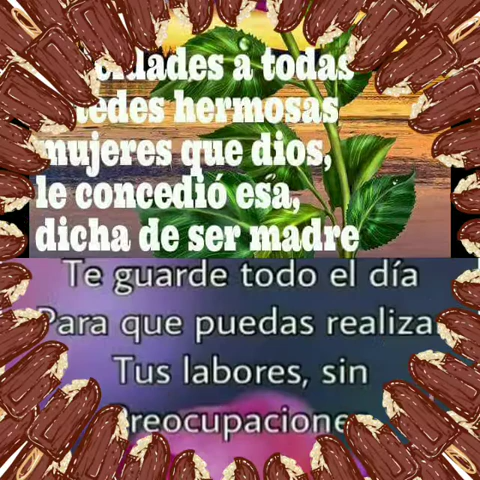 a todas
hermosas
mujeres que dios,
le concedió esa,
dicha de ser madre
Te guarde todo el día
Para que puedas realiza
Tus labores, sin